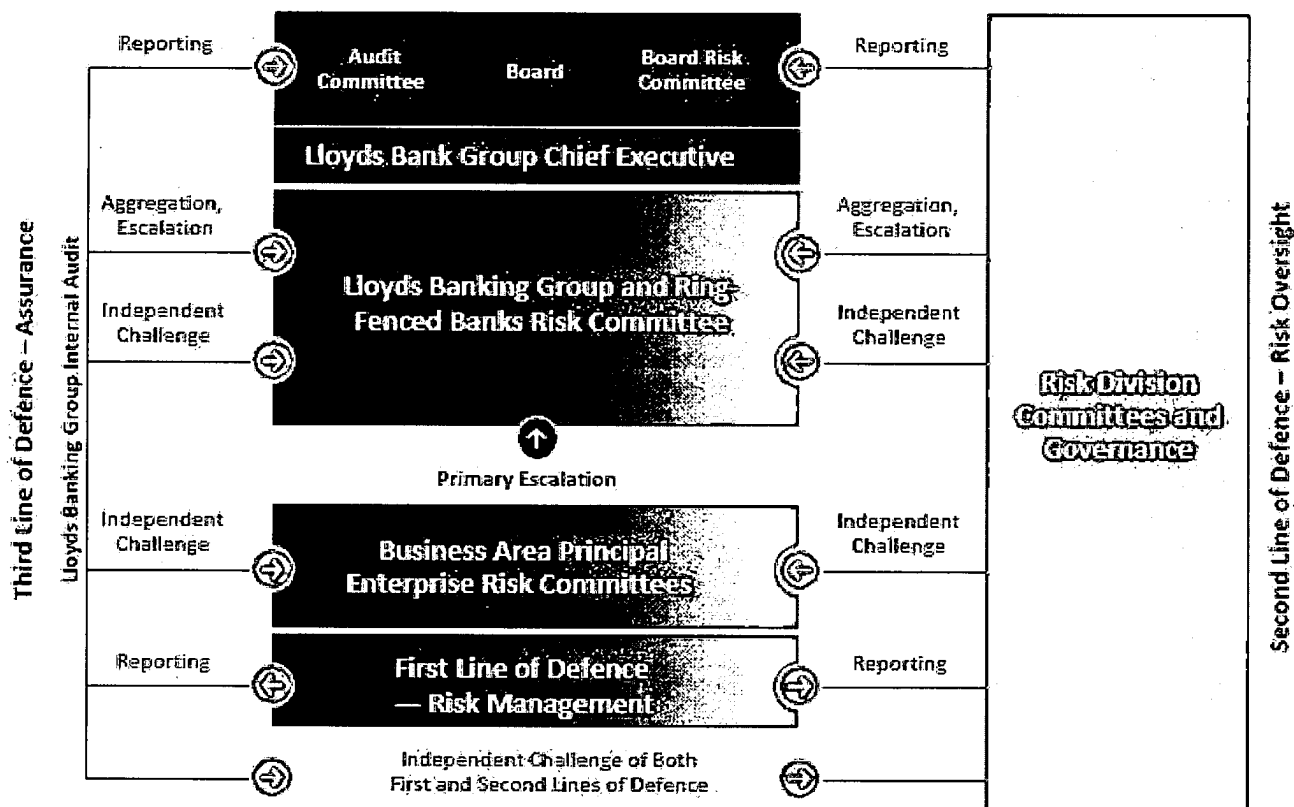 Reporting
Audit
Committee
Board
Board Risk
Committee
Reporting
Lloyds Bank Group Chief Executive
Aggregation,
Escalation
Aggregation,
Escalation
Lloyds Banking Group and Ring-
Fenced Banks Risk Committee
Independent
Challenge
Independent
Challenge
Primary Escalation
Independent
Challenge
Business Area Principal
Enterprise Risk Committees
Independent
Challenge
Reporting
First Line of Defence
— Risk Management
Reporting
Independent Challenge of Both
First and Second Lines of Defence
Third Line of Defence – Assurance
Lloyds Banking Group Internal Audit
Risk Division
Committees and
Governance
Second Line of Defence – Risk Oversight